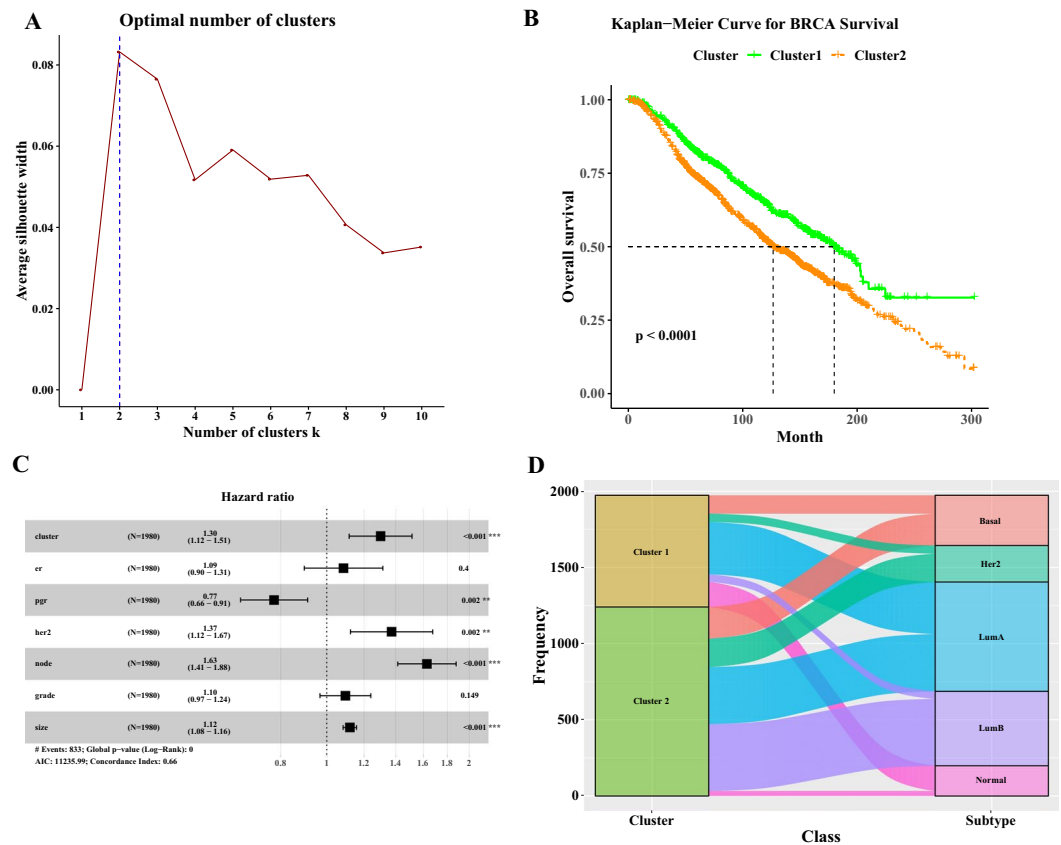 A
Optimal number of clusters
Average silhouette width
0.08
0.06
0.04
0.02
0.00
1 2 3 4 5 6 7 8 9 10
Number of clusters k
B
Kaplan−Meier Curve for BRCA Survival
Cluster Cluster1 Cluster2
Overall survival
1.00
0.75
0.50
0.25
0.00
p < 0.0001
0 100 200 300
Month
C
Hazard ratio
cluster (N=1980) 1.30 (1.12 − 1.51) <0.001 ***
er (N=1980) 1.09 (0.90 − 1.31) 0.4
pgr (N=1980) 0.77 (0.66 − 0.91) 0.002 **
her2 (N=1980) 1.37 (1.12 − 1.67) 0.002 **
node (N=1980) 1.63 (1.41 − 1.88) <0.001 ***
grade (N=1980) 1.10 (0.97 − 1.24) 0.149
size (N=1980) 1.12 (1.08 − 1.16) <0.001 ***
# Events: 833; Global p−value (Log−Rank): 0
AIC: 11235.99; Concordance Index: 0.66
0.8 1 1.2 1.4 1.6 1.8 2
D
Frequency
2000
1500
1000
500
0
Cluster 1
Cluster 2
Basal
Her2
LumA
LumB
Normal
Cluster Subtype
Class